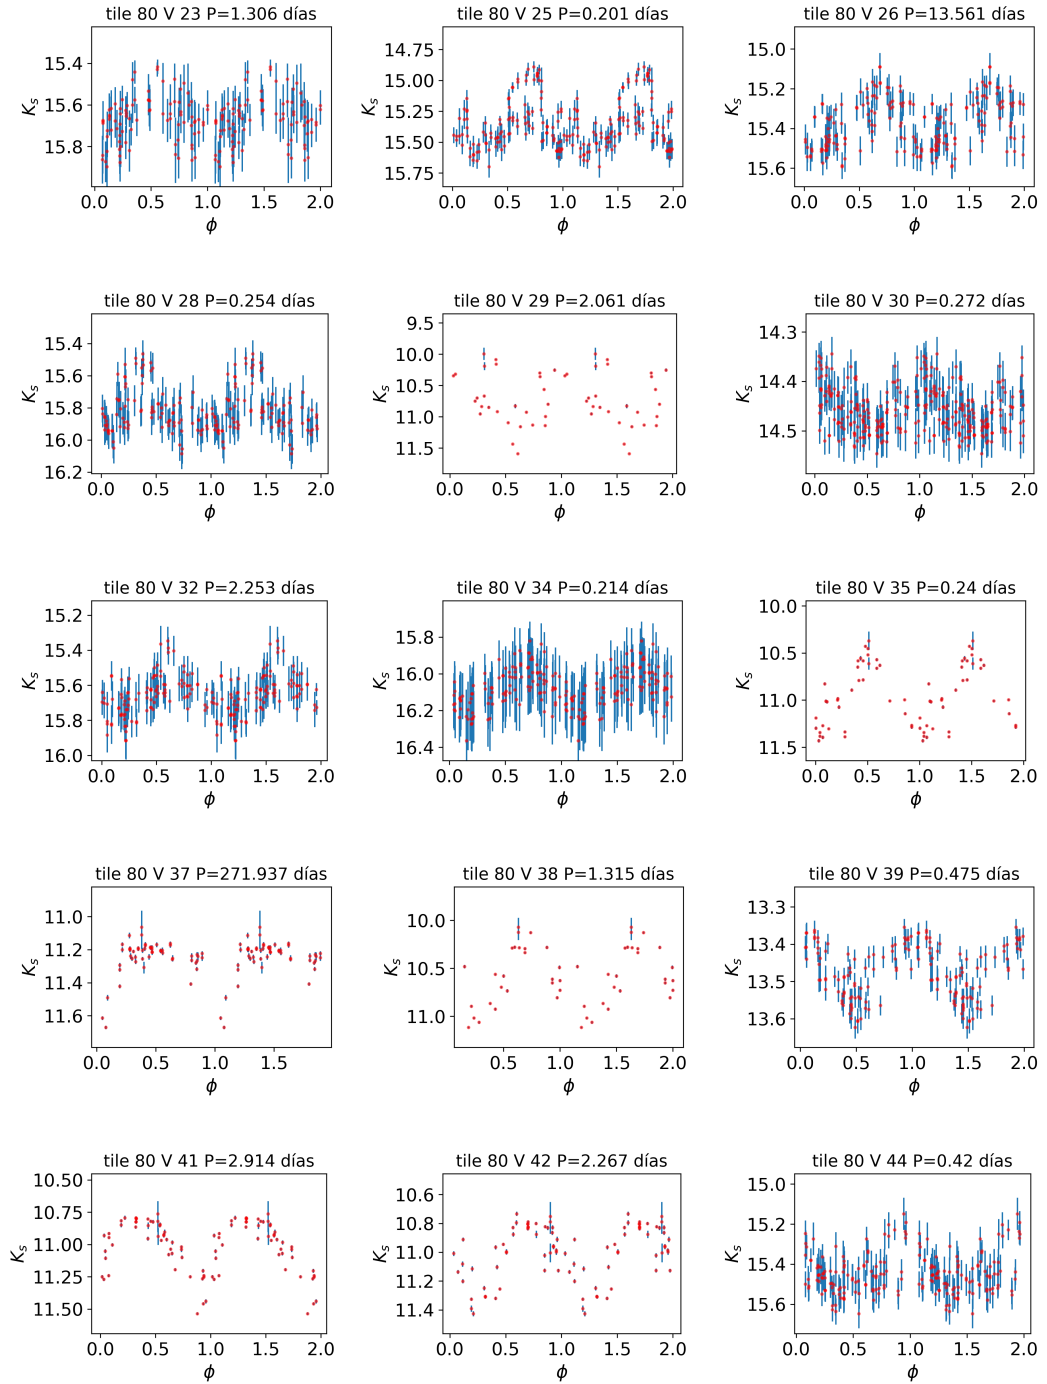 tile 80 V 23 P=1.306 días
15.4
15.6
15.8
Ks
0.0 0.5 1.0 1.5 2.0
ϕ
tile 80 V 25 P=0.201 días
14.75
15.00
15.25
15.50
15.75
Ks
0.0 0.5 1.0 1.5 2.0
ϕ
tile 80 V 26 P=13.561 días
15.0
15.2
15.4
15.6
Ks
0.0 0.5 1.0 1.5 2.0
ϕ
tile 80 V 28 P=0.254 días
15.4
15.6
15.8
16.0
16.2
Ks
0.0 0.5 1.0 1.5 2.0
ϕ
tile 80 V 29 P=2.061 días
9.5
10.0
10.5
11.0
11.5
Ks
0.0 0.5 1.0 1.5 2.0
ϕ
tile 80 V 30 P=0.272 días
14.3
14.4
14.5
Ks
0.0 0.5 1.0 1.5 2.0
ϕ
tile 80 V 32 P=2.253 días
15.2
15.4
15.6
15.8
16.0
Ks
0.0 0.5 1.0 1.5 2.0
ϕ
tile 80 V 34 P=0.214 días
15.8
16.0
16.2
16.4
Ks
0.0 0.5 1.0 1.5 2.0
ϕ
tile 80 V 35 P=0.24 días
10.0
10.5
11.0
11.5
Ks
0.0 0.5 1.0 1.5 2.0
ϕ
tile 80 V 37 P=271.937 días
11.0
11.2
11.4
11.6
Ks
0.0 0.5 1.0 1.5
ϕ
tile 80 V 38 P=1.315 días
10.0
10.5
11.0
Ks
0.5 1.0 1.5 2.0
ϕ
tile 80 V 39 P=0.475 días
13.3
13.4
13.5
13.6
Ks
0.0 0.5 1.0 1.5 2.0
ϕ
tile 80 V 41 P=2.914 días
10.50
10.75
11.00
11.25
11.50
Ks
0.0 0.5 1.0 1.5 2.0
ϕ
tile 80 V 42 P=2.267 días
10.6
10.8
11.0
11.2
11.4
Ks
0.0 0.5 1.0 1.5 2.0
ϕ
tile 80 V 44 P=0.42 días
15.0
15.2
15.4
15.6
Ks
0.0 0.5 1.0 1.5 2.0
ϕ